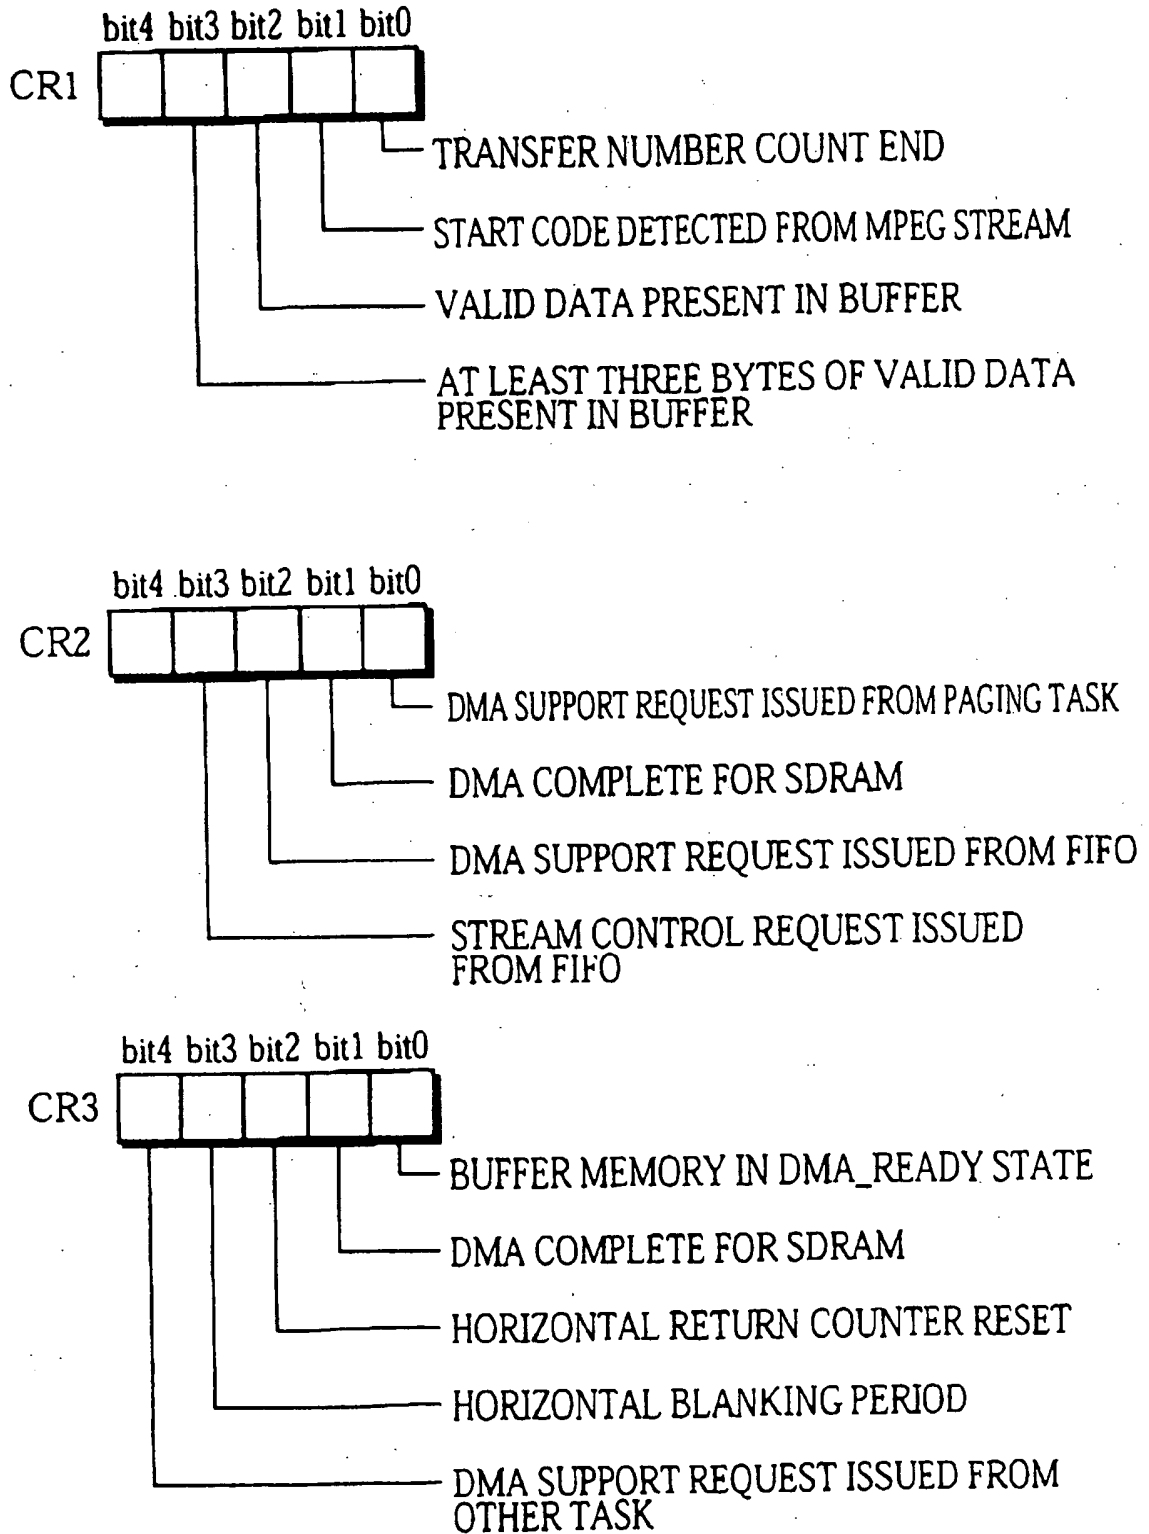 bit4 bit3 bit2 bit1 bit0
CR1
TRANSFER NUMBER COUNT END
START CODE DETECTED FROM MPEG STREAM
VALID DATA PRESENT IN BUFFER
AT LEAST THREE BYTES OF VALID DATA
PRESENT IN BUFFER
bit4 bit3 bit2 bit1 bit0
CR2
DMA SUPPORT REQUEST ISSUED FROM PAGING TASK
DMA COMPLETE FOR SDRAM
DMA SUPPORT REQUEST ISSUED FROM FIFO
STREAM CONTROL REQUEST ISSUED
FROM FIFO
bit4 bit3 bit2 bit1 bit0
CR3
BUFFER MEMORY IN DMA_READY STATE
DMA COMPLETE FOR SDRAM
HORIZONTAL RETURN COUNTER RESET
HORIZONTAL BLANKING PERIOD
DMA SUPPORT REQUEST ISSUED FROM
OTHER TASK